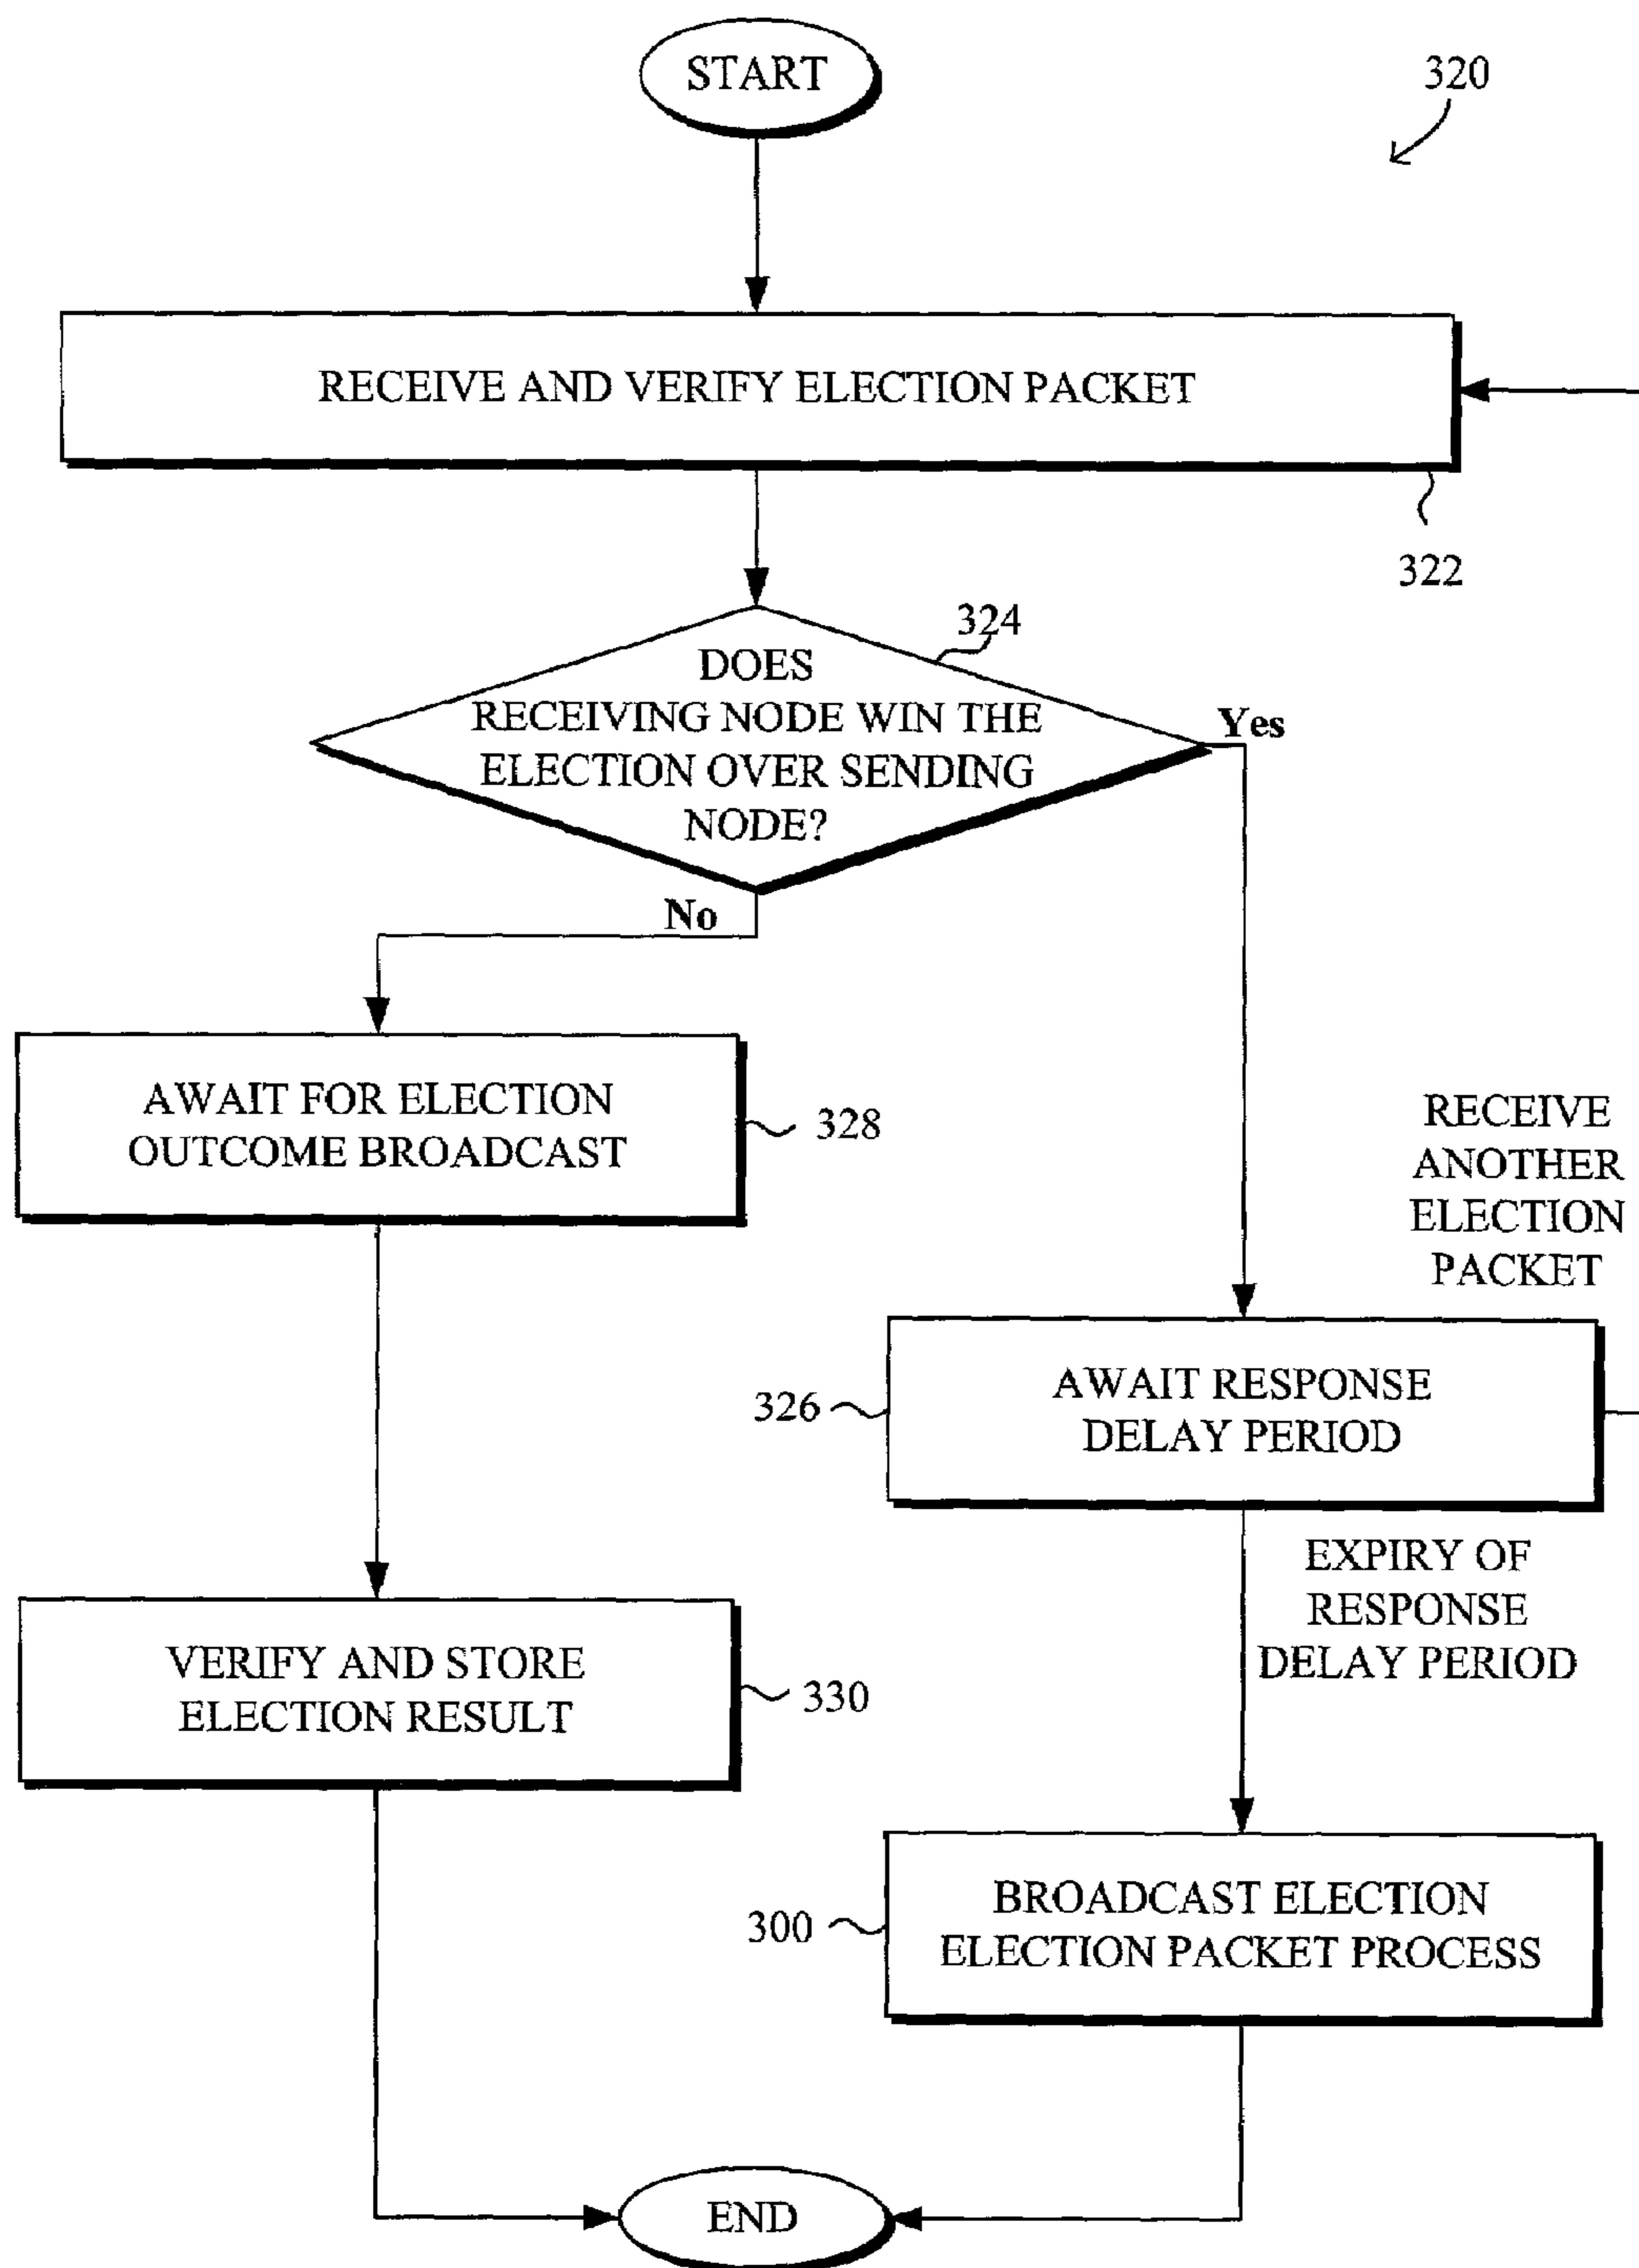 START
320
RECEIVE AND VERIFY ELECTION PACKET
322
324
DOES
RECEIVING NODE WIN THE
ELECTION OVER SENDING
NODE?
Yes
No
AWAIT FOR ELECTION
OUTCOME BROADCAST
328
RECEIVE
ANOTHER
ELECTION
PACKET
326
AWAIT RESPONSE
DELAY PERIOD
EXPIRY OF
RESPONSE
DELAY PERIOD
VERIFY AND STORE
ELECTION RESULT
330
300
BROADCAST ELECTION
ELECTION PACKET PROCESS
END